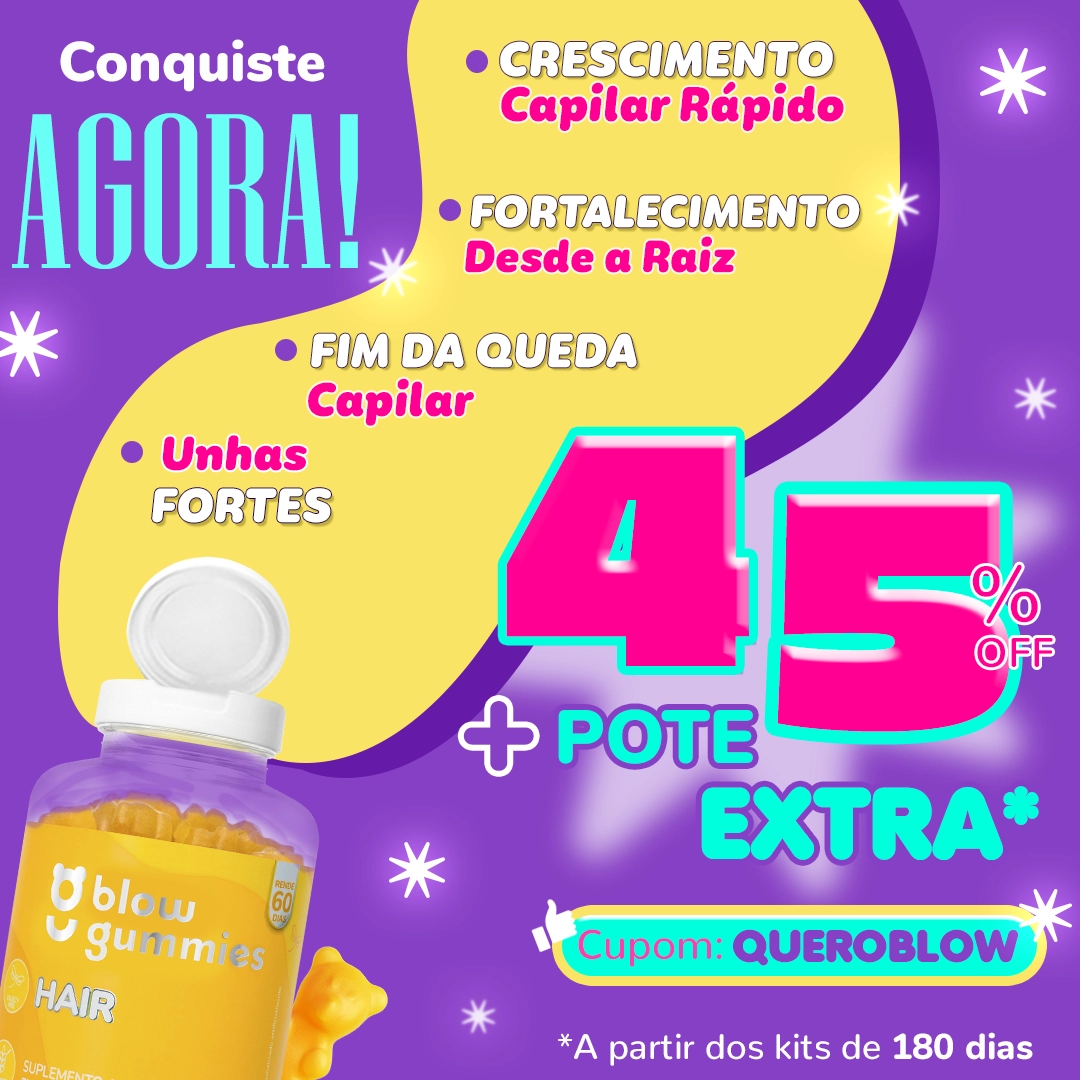 Conquiste
AGORA!
• CRESCIMENTO
Capilar Rápido
• FORTALECIMENTO
Desde a Raiz
• FIM DA QUEDA
Capilar
• Unhas
FORTES
45
%
OFF
+ POTE
EXTRA*
Cupom: QUEROBLOW
*A partir dos kits de 180 dias
RENDE
60
DIAS
blow
gummies
HAIR
SUPLEMENTO